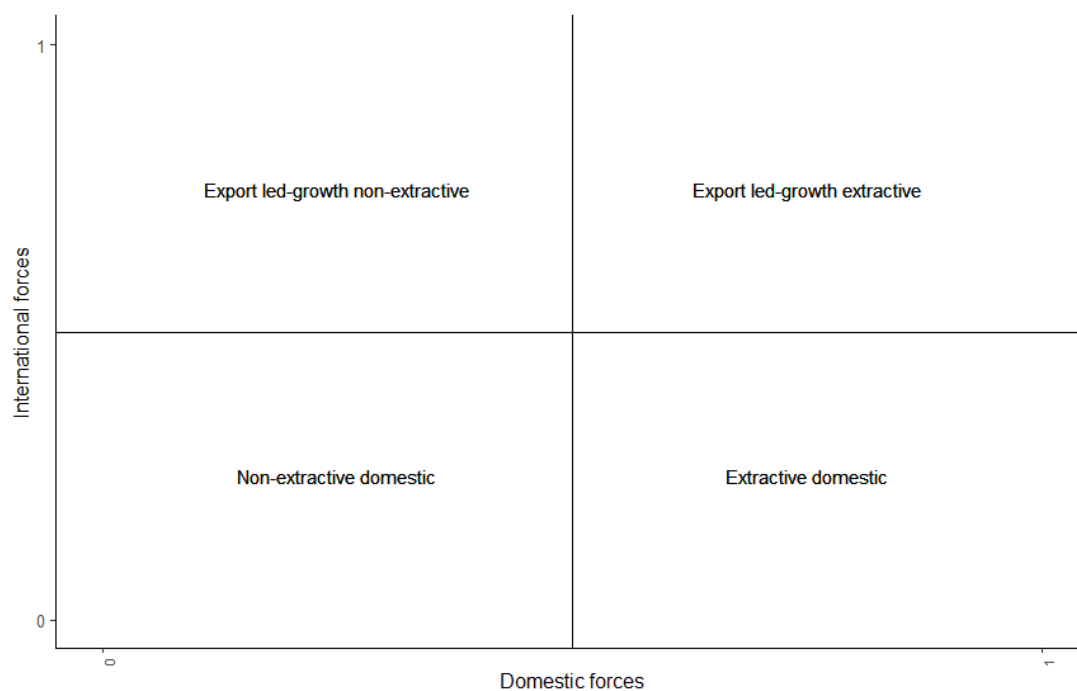 1
Export led-growth non-extractive
Export led-growth extractive
International forces
Non-extractive domestic
Extractive domestic
0
0
1
Domestic forces